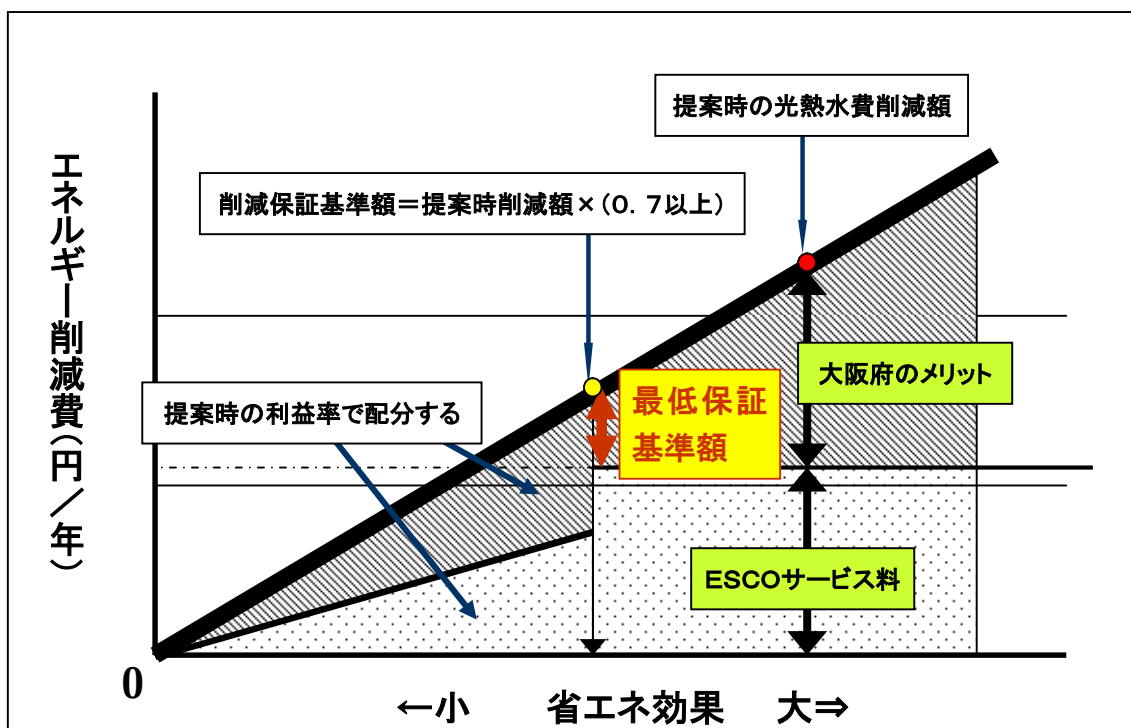 提案時の光熱水費削減額
削減保証基準額＝提案時削減額×（０．７以上）
エネルギー削減費（円／年）
大阪府のメリット
最低保証
基準額
提案時の利益率で配分する
ESCOサービス料
0
←小 省エネ効果 大⇒